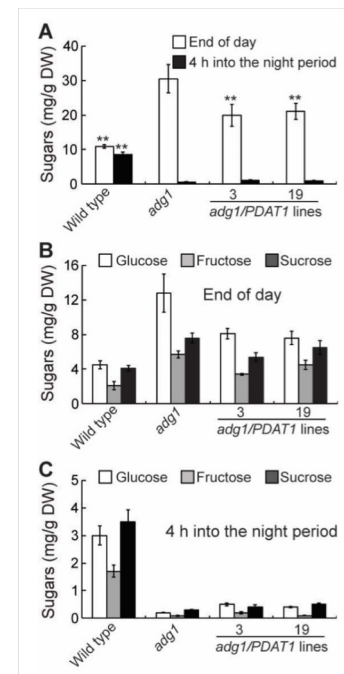 A
End of day
4 h into the night period
Sugars (mg/g DW)
40
30
20
10
0
** ** ** **
Wild type
adg1
3 19
adg1/PDAT1 lines
B
Glucose Fructose Sucrose
End of day
Sugars (mg/g DW)
16
12
8
4
0
Wild type
adg1
3 19
adg1/PDAT1 lines
C
Glucose Fructose Sucrose
4 h into the night period
Sugars (mg/g DW)
5
4
3
2
1
0
Wild type
adg1
3 19
adg1/PDAT1 lines